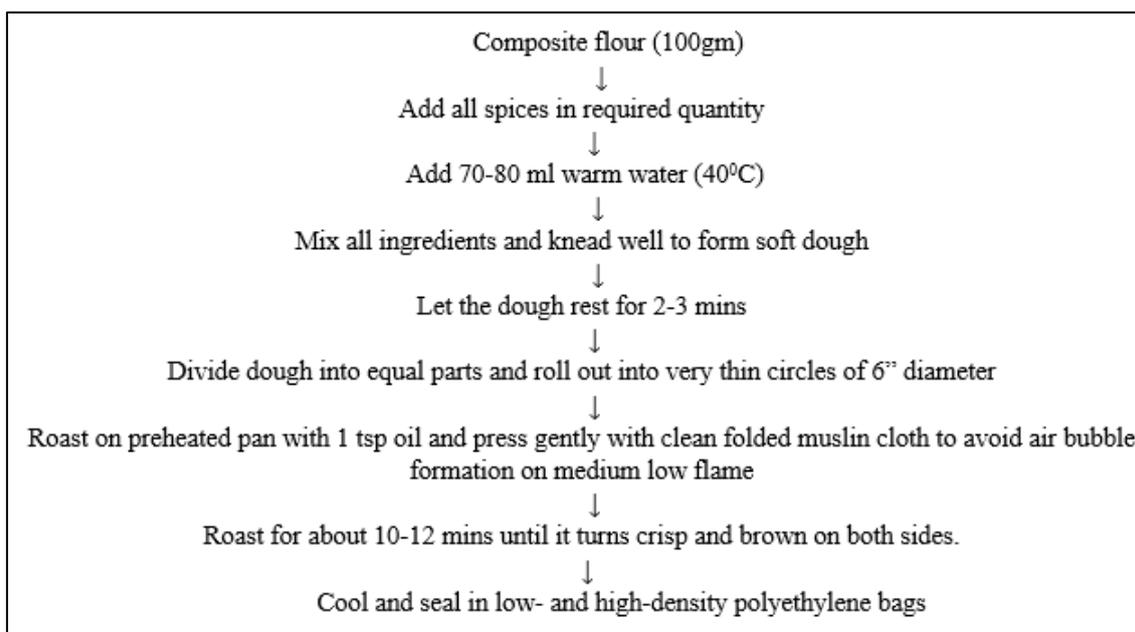 Composite flour (100gm)
↓
Add all spices in required quantity
↓
Add 70-80 ml warm water (40⁰C)
↓
Mix all ingredients and knead well to form soft dough
↓
Let the dough rest for 2-3 mins
↓
Divide dough into equal parts and roll out into very thin circles of 6” diameter
↓
Roast on preheated pan with 1 tsp oil and press gently with clean folded muslin cloth to avoid air bubble
formation on medium low flame
↓
Roast for about 10-12 mins until it turns crisp and brown on both sides.
↓
Cool and seal in low- and high-density polyethylene bags